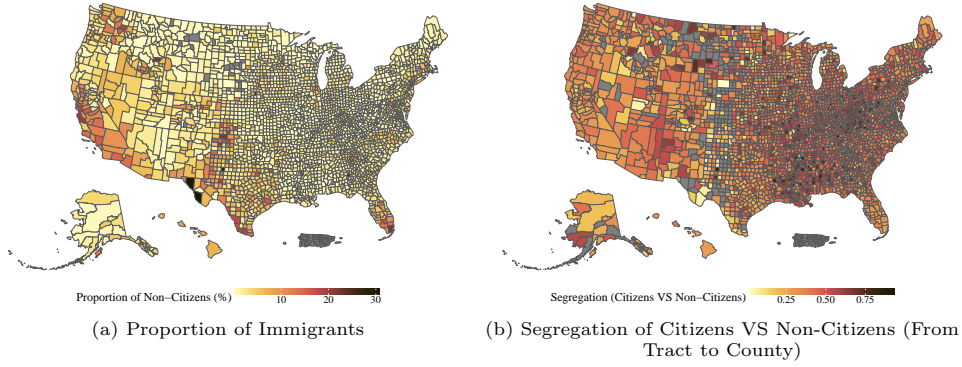 Proportion of Non−Citizens (%)
10 20 30
Segregation (Citizens VS Non−Citizens)
0.25 0.50 0.75
(a) Proportion of Immigrants
(b) Segregation of Citizens VS Non-Citizens (From
Tract to County)